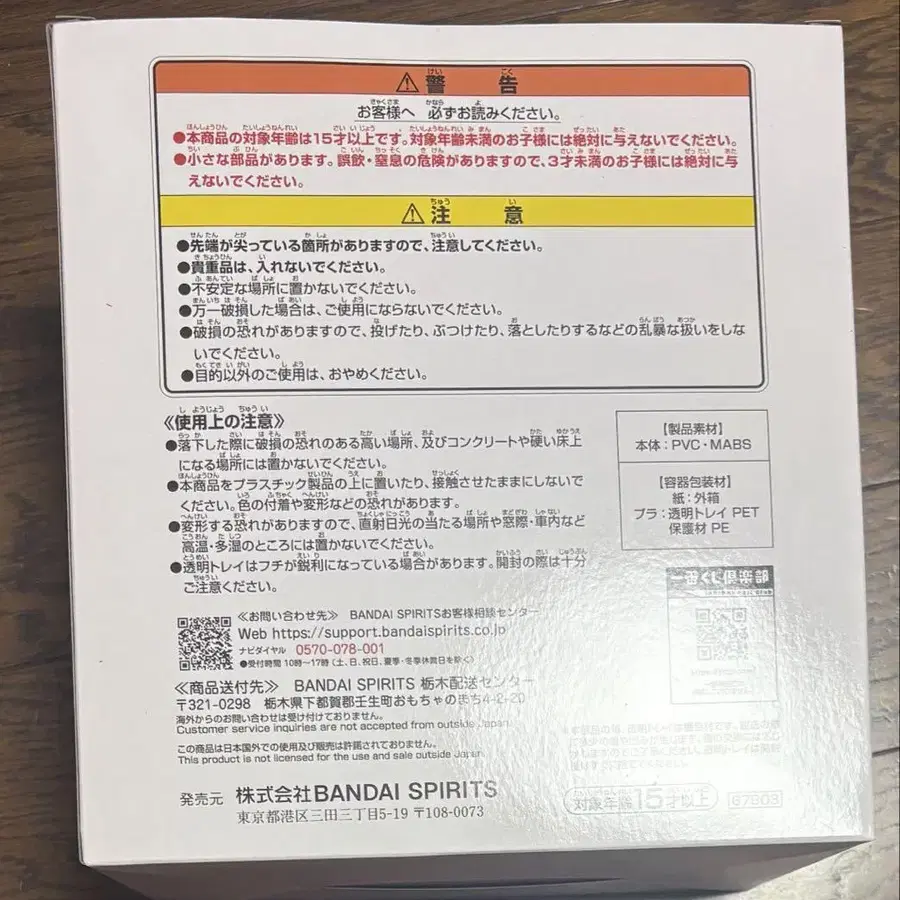 ⚠警告
お客様へ 必ずお読みください。
●本商品の対象年齢は15才以上です。対象年齢未満のお子様には絶対に与えないでください。
●小さな部品があります。誤飲・窒息の危険がありますので、3才未満のお子様には絶対に与
えないでください。
⚠注意
●先端が尖っている箇所がありますので、注意してください。
●貴重品は、入れないでください。
●不安定な場所に置かないでください。
●万一破損した場合は、ご使用にならないでください。
●破損の恐れがありますので、投げたり、ぶつけたり、落としたりするなどの乱暴な扱いをしな
いでください。
●目的以外のご使用は、おやめください。
《使用上の注意》
●落下した際に破損の恐れのある高い場所、及びコンクリートや硬い床上
になる場所には置かないでください。
●本商品をプラスチック製品の上に置いたり、接触させたままにしないで
ください。色の付着や変形などの恐れがあります。
●変形する恐れがありますので、直射日光の当たる場所や窓際・車内など
高温・多湿のところには置かないでください。
●透明トレイはフチが鋭利になっている場合があります。開封の際は十分
ご注意ください。
【製品素材】
本体：PVC・MABS
【容器包装材】
紙：外箱
プラ：透明トレイ PET
保護材 PE
《お問い合わせ先》 BANDAI SPIRITSお客様相談センター
Web https://support.bandaispirits.co.jp
ナビダイヤル 0570-078-001
●受付時間 10時〜17時（土、日、祝日、夏季・冬季休業日を除く）
《商品送付先》 BANDAI SPIRITS 栃木配送センター
〒321-0298 栃木県下都賀郡壬生町おもちゃのまち4-2-20
海外からのお問い合わせは受け付けておりません。
Customer service inquiries are not accepted from outside Japan.
この商品は日本国外での使用及び販売は許諾されておりません。
This product is not licensed for the use and sale outside Japan.
発売元 株式会社BANDAI SPIRITS
東京都港区三田三丁目5-19 〒108-0073
対象年齢15才以上